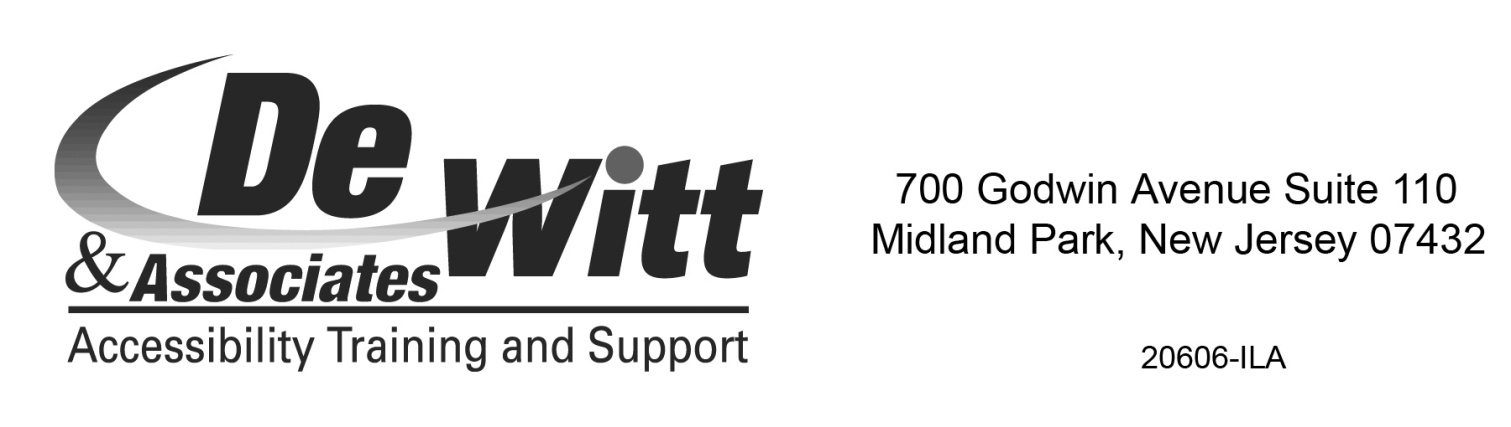 De Witt
& Associates
Accessibility Training and Support
700 Godwin Avenue Suite 110
Midland Park, New Jersey 07432
20606-ILA